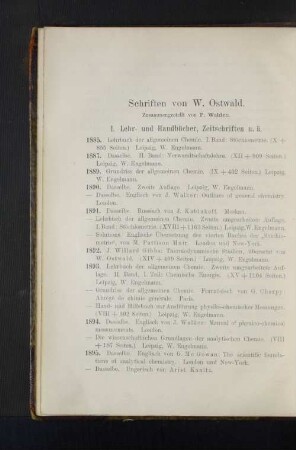 Schriften von W. Ostwald.
Zusammengestellt von P. Walden.
I. Lehr- und Handbücher, Zeitschriften u. ä.
1885. Lehrbuch der allgemeinen Chemie. I. Band: Stöchiometrie (X +
Seiten.) Leipzig, W. Engelmann.
1887. Dasselbe. II. Band: Verwandtschaftslehre. (XII + 909 Seiten.)
Leipzig, W. Engelmann.
1889. Grundriss der allgemeinen Chemie. (X + 402 Seiten.) Leipzig
W. Engelmann.
1890. Dasselbe. Zweite Auflage. Leipzig, W. Engelmann.
— Dasselbe. Englisch von J. Walker: Outlines of general chemistry.
London.
1891. Dasselbe. Russisch von Moskau.
— Lehrbuch der allgemeinen Chemie. Zweite umgearbeitete Auflage.
I. Band. Stöchiometrie. (XVIII + 1163 Seiten.) Leipzig, W. Engelmann.
— Solutions. Englische Übersetzung des vierten Buches der „Stöchio-
metrie“, von M. Pattison Muir. London und New-York.
1892. J. Willard Gibbs: Thermodynamische Studien. Übersetzt von
W. Ostwald. (XIV + 409 Seiten.) Leipzig, W. Engelmann.
1893. Lehrbuch der allgemeinen Chemie. Zweite umgearbeitete Auf-
lage. II. Band, 1. Teil: Chemische Energie. (XV + 1104 Seiten.)
Leipzig, W. Engelmann.
— Grundriss der allgemeinen Chemie. Französisch von G. Charpy:
Abrégé de chimie générale. Paris.
— Hand- und Hilfsbuch zur Ausführung physiko-chemischer Messungen.
(VIII + 302 Seiten.) Leipzig, W. Engelmann.
1894. Dasselbe. Englisch von J. Walker: Manual of physico-chemical
measurements. London.
— Die wissenschaftlichen Grundlagen der analytischen Chemie. (VIII
+ 187 Seiten.) Leipzig, W. Engelmann.
1895. Dasselbe. Englisch von G. McGowan. The scientific founda-
tions of analytical chemistry. London und New-York.
— Dasselbe. Ungarisch von